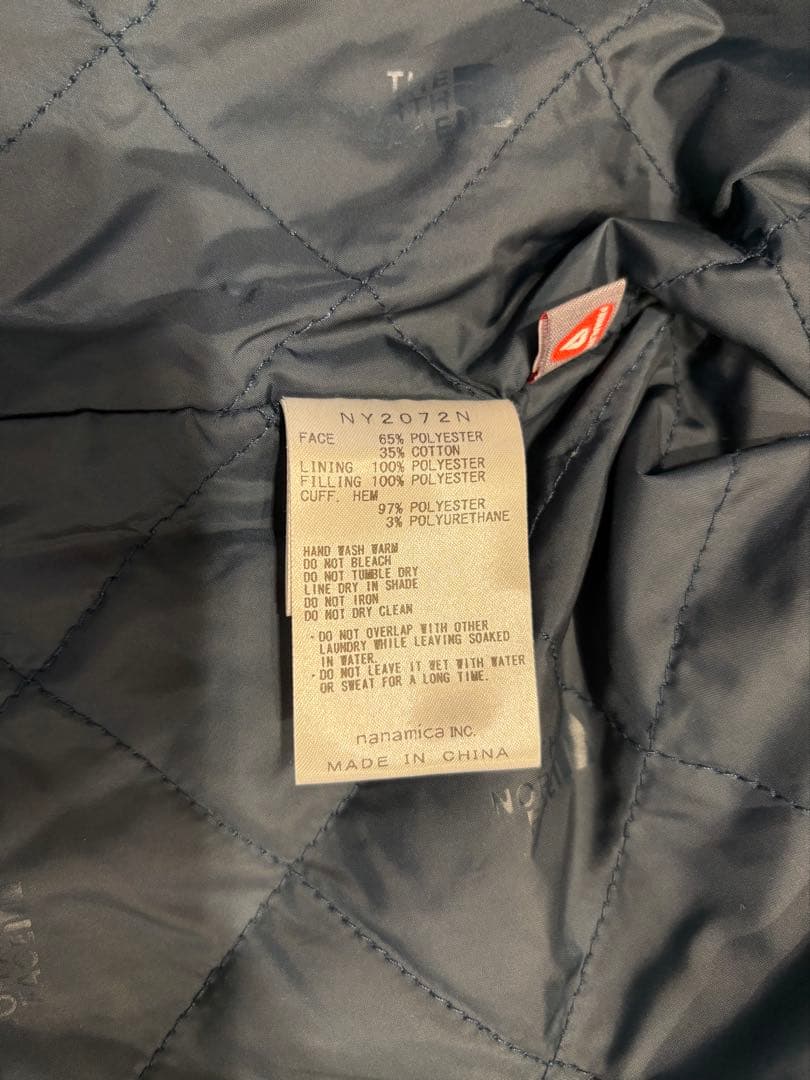 THE
NY2072N
FACE 65% POLYESTER
35% COTTON
LINING 100% POLYESTER
FILLING 100% POLYESTER
CUFF. HEM
97% POLYESTER
3% POLYURETHANE
HAND WASH WARM
DO NOT BLEACH
DO NOT TUMBLE DRY
LINE DRY IN SHADE
DO NOT IRON
DO NOT DRY CLEAN
・DO NOT OVERLAP WITH OTHER
LAUNDRY WHILE LEAVING SOAKED
IN WATER.
・DO NOT LEAVE IT WET WITH WATER
OR SWEAT FOR A LONG TIME.
nanamica INC.
MADE IN CHINA